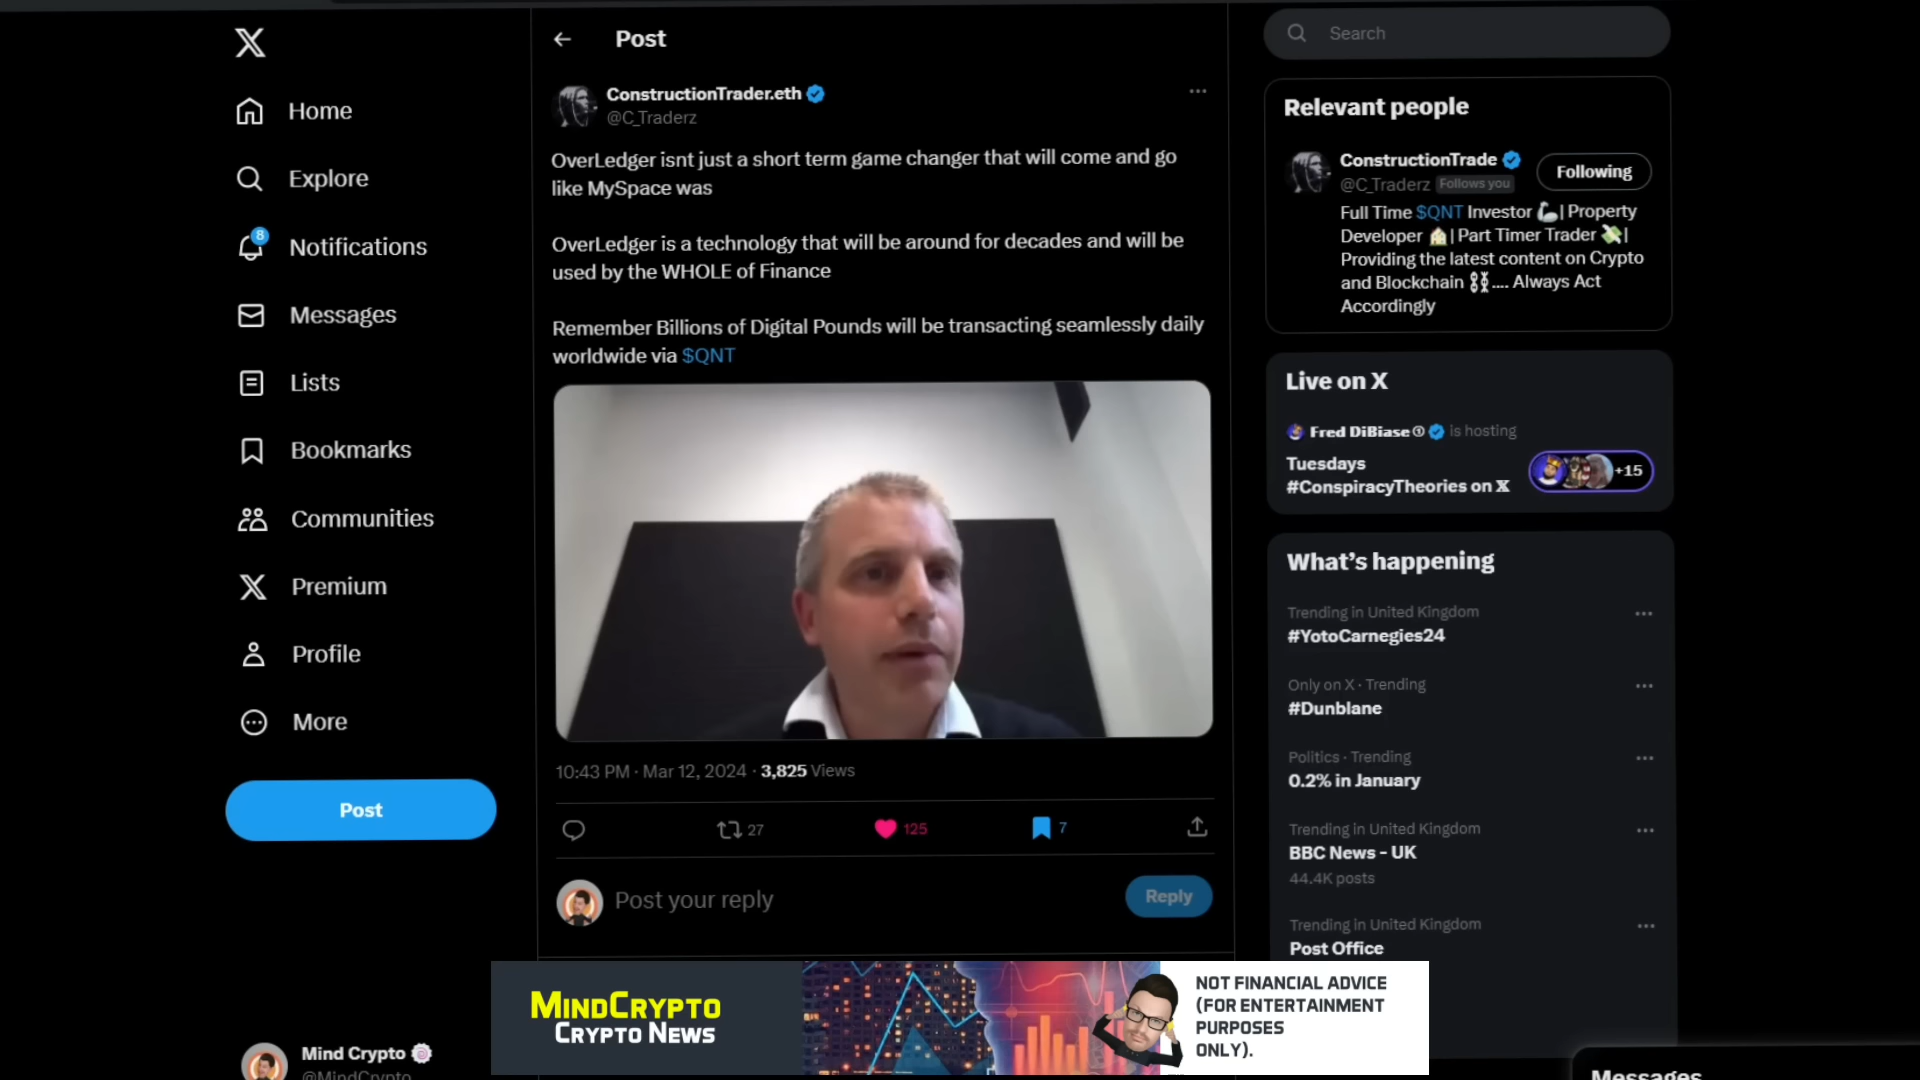 Home
Explore
8
Notifications
Messages
Lists
Bookmarks
Communities
Premium
Profile
More
Post
Mind Crypto
@MindCrypto
Post
ConstructionTrader.eth
@C_Traderz
OverLedger isnt just a short term game changer that will come and go
like MySpace was
OverLedger is a technology that will be around for decades and will be
used by the WHOLE of Finance
Remember Billions of Digital Pounds will be transacting seamlessly daily
worldwide via $QNT
10:43 PM · Mar 12, 2024 · 3,825 Views
27
125
7
Post your reply
Reply
Search
Relevant people
ConstructionTrade
Following
@C_Traderz Follows you
Full Time $QNT Investor | Property
Developer | Part Timer Trader |
Providing the latest content on Crypto
and Blockchain .... Always Act
Accordingly
Live on X
Fred DiBiase is hosting
Tuesdays
#ConspiracyTheories on X
+15
What's happening
Trending in United Kingdom
#YotoCarnegies24
Only on X · Trending
#Dunblane
Politics · Trending
0.2% in January
Trending in United Kingdom
BBC News - UK
44.4K posts
Trending in United Kingdom
Post Office
MINDCRYPTO
CRYPTO NEWS
NOT FINANCIAL ADVICE
(FOR ENTERTAINMENT
PURPOSES
ONLY).
Messages